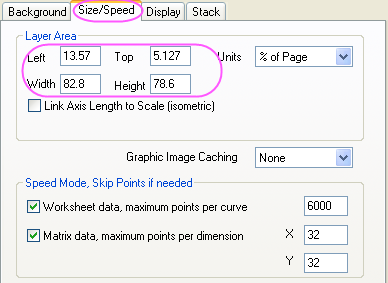 Background Size/Speed Display Stack
Layer Area
Left 13.57 Top 5.127 Units % of Page
Width 82.8 Height 78.6
Link Axis Length to Scale (isometric)
Graphic Image Caching None
Speed Mode, Skip Points if needed
Worksheet data, maximum points per curve 6000
Matrix data, maximum points per dimension X 32
Y 32